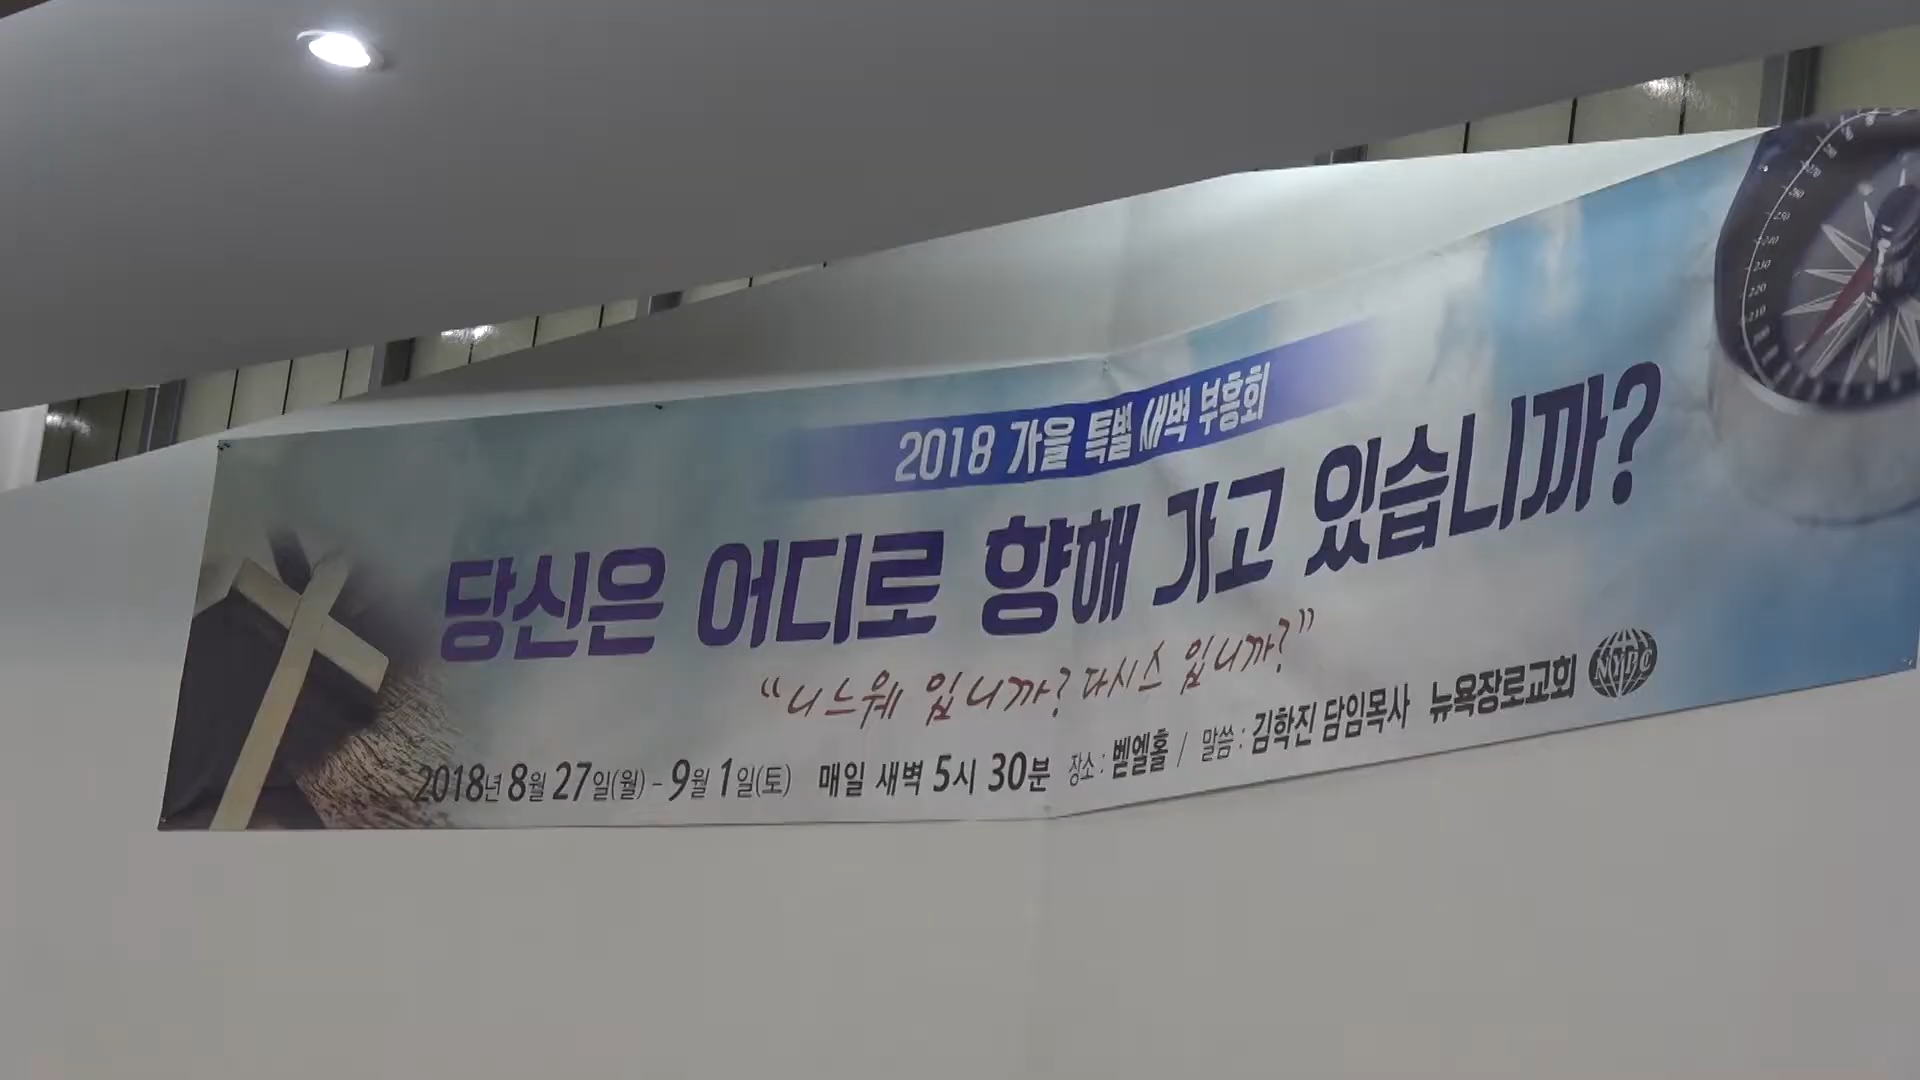 2018 가을 특별 새벽 부흥회
당신은 어디로 향해 가고 있습니까?
"니느웨 입니까? 다시스 입니까?"
2018년 8월 27일(월) - 9월 1일(토) 매일 새벽 5시 30분 장소 : 벧엘홀 / 말씀 : 김학진 담임목사 뉴욕장로교회 NYPC